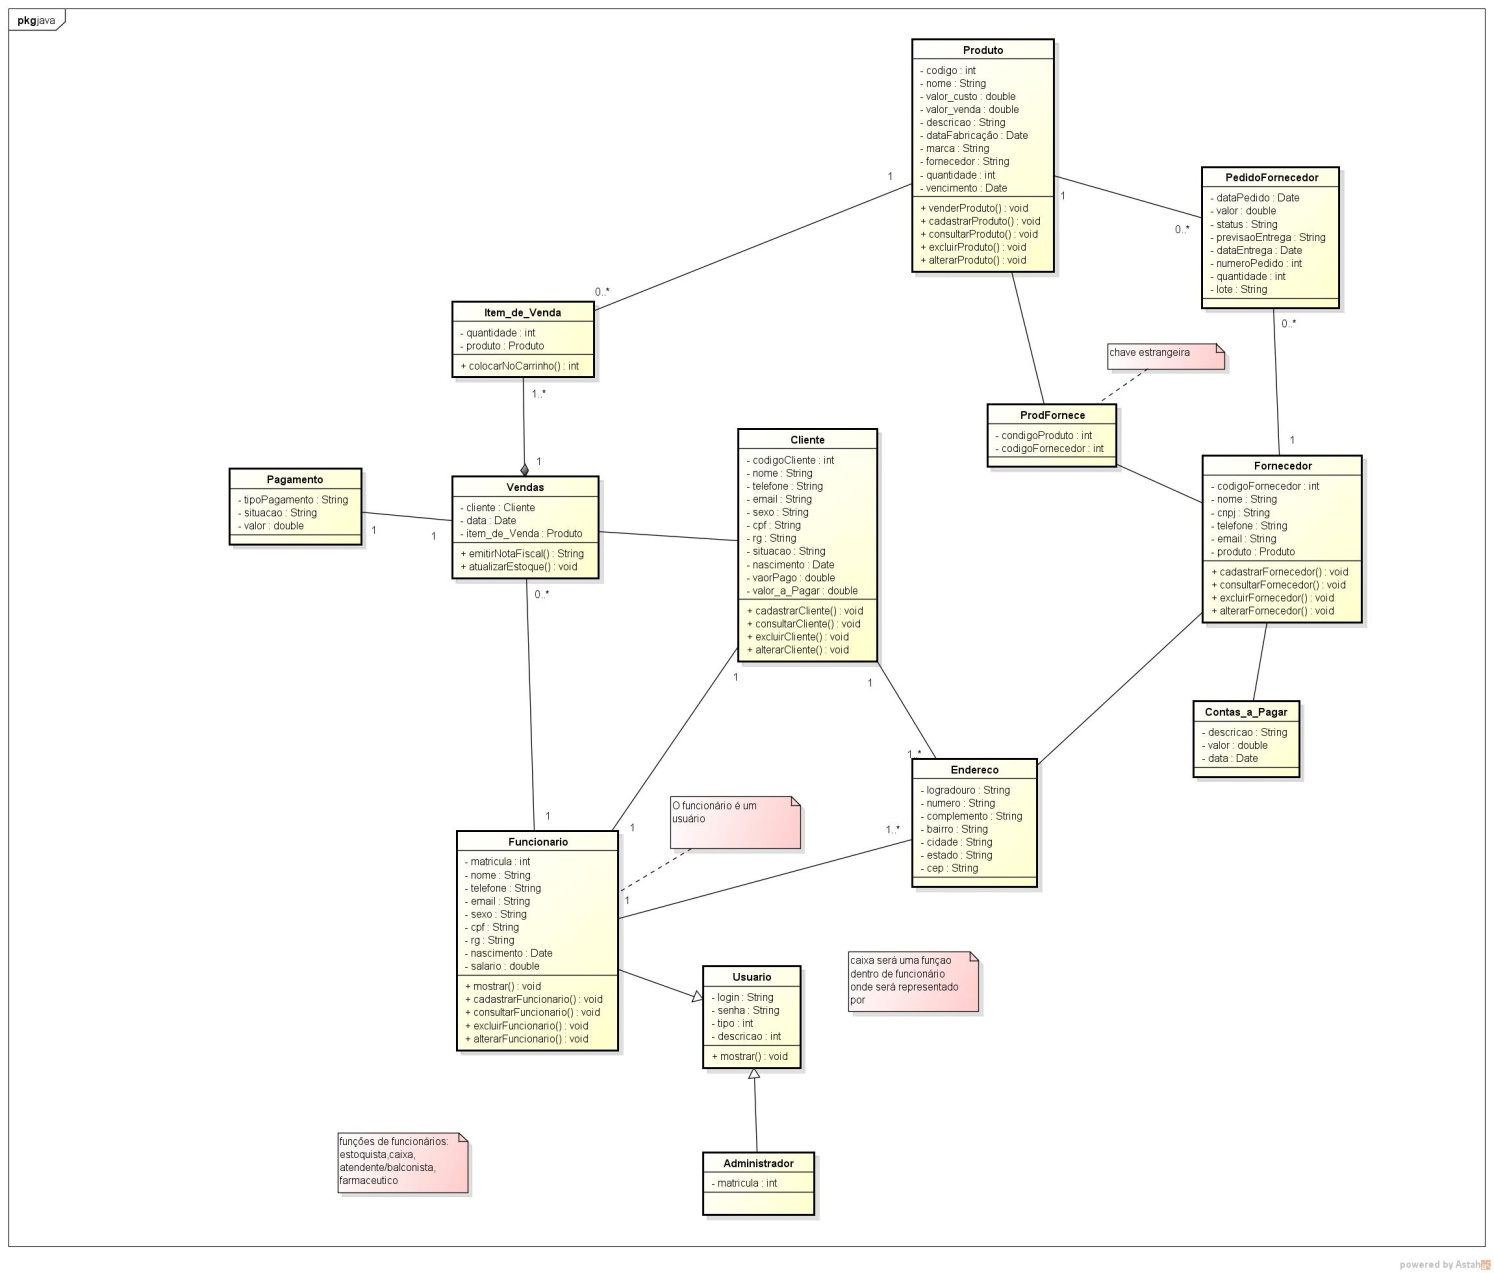 pkg java
Produto
- codigo : int
- nome : String
- valor_custo : double
- valor_venda : double
- descricao : String
- dataFabricação : Date
- marca : String
- fornecedor : String
- quantidade : int
- vencimento : Date
+ venderProduto() : void
+ cadastrarProduto() : void
+ consultarProduto() : void
+ excluirProduto() : void
+ alterarProduto() : void
1
1
0..*
0..*
PedidoFornecedor
- dataPedido : Date
- valor : double
- status : String
- previsaoEntrega : String
- dataEntrega : Date
- numeroPedido : int
- quantidade : int
- lote : String
0..*
1
Item_de_Venda
- quantidade : int
- produto : Produto
+ colocarNoCarrinho() : int
1..*
1
chave estrangeira
ProdFornece
- condigoProduto : int
- codigoFornecedor : int
Pagamento
- tipoPagamento : String
- situacao : String
- valor : double
1
1
Vendas
- cliente : Cliente
- data : Date
- item_de_Venda : Produto
+ emitirNotaFiscal() : String
+ atualizarEstoque() : void
0..*
1
Cliente
- codigoCliente : int
- nome : String
- telefone : String
- email : String
- sexo : String
- cpf : String
- rg : String
- situacao : String
- nascimento : Date
- vaorPago : double
- valor_a_Pagar : double
+ cadastrarCliente() : void
+ consultarCliente() : void
+ excluirCliente() : void
+ alterarCliente() : void
1
1
1
1..*
Fornecedor
- codigoFornecedor : int
- nome : String
- cnpj : String
- telefone : String
- email : String
- produto : Produto
+ cadastrarFornecedor() : void
+ consultarFornecedor() : void
+ excluirFornecedor() : void
+ alterarFornecedor() : void
Contas_a_Pagar
- descricao : String
- valor : double
- data : Date
Endereco
- logradouro : String
- numero : String
- complemento : String
- bairro : String
- cidade : String
- estado : String
- cep : String
1..*
1
O funcionário é um
usuário
Funcionario
- matricula : int
- nome : String
- telefone : String
- email : String
- sexo : String
- cpf : String
- rg : String
- nascimento : Date
- salario : double
+ mostrar() : void
+ cadastrarFuncionario() : void
+ consultarFuncionario() : void
+ excluirFuncionario() : void
+ alterarFuncionario() : void
Usuario
- login : String
- senha : String
- tipo : int
- descricao : int
+ mostrar() : void
caixa será uma funçao
dentro de funcionário
onde será representado
por
funções de funcionários:
estoquista,caixa,
atendente/balconista,
farmaceutico
Administrador
- matricula : int
powered by Astah